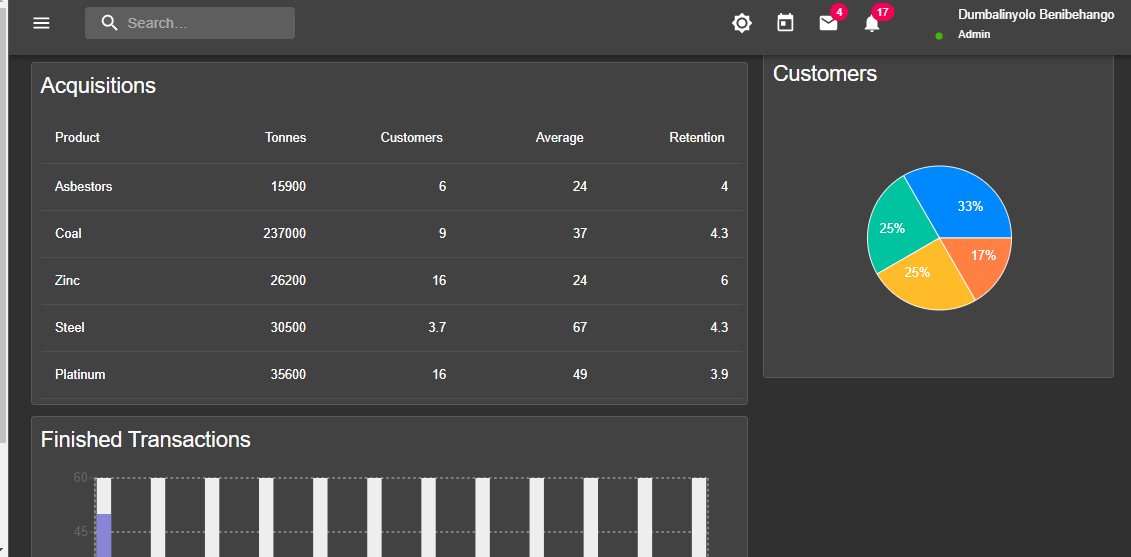 Search...
4
17
Dumbalinyolo Benibehango
Admin
Acquisitions
Product Tonnes Customers Average Retention
Asbestors 15900 6 24 4
Coal 237000 9 37 4.3
Zinc 26200 16 24 6
Steel 30500 3.7 67 4.3
Platinum 35600 16 49 3.9
Customers
33%
25%
17%
25%
Finished Transactions
60
45